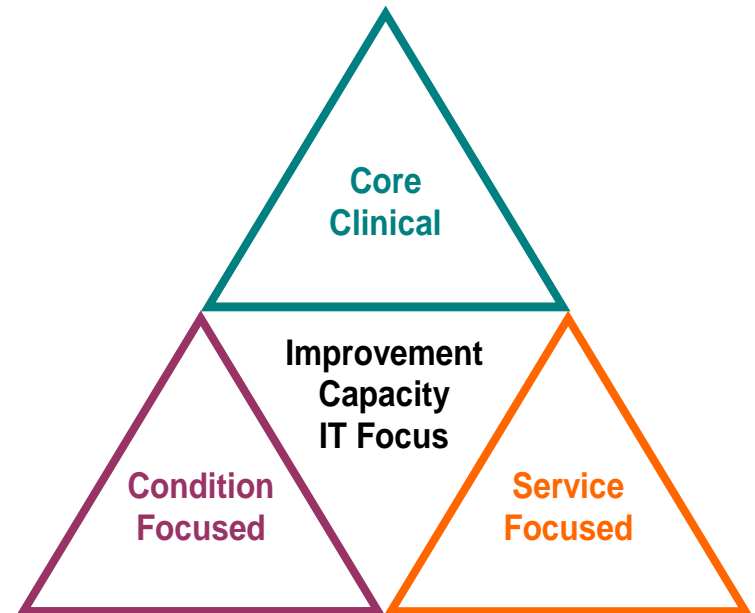 Core
Clinical
Improvement
Capacity
IT Focus
Condition
Focused
Service
Focused